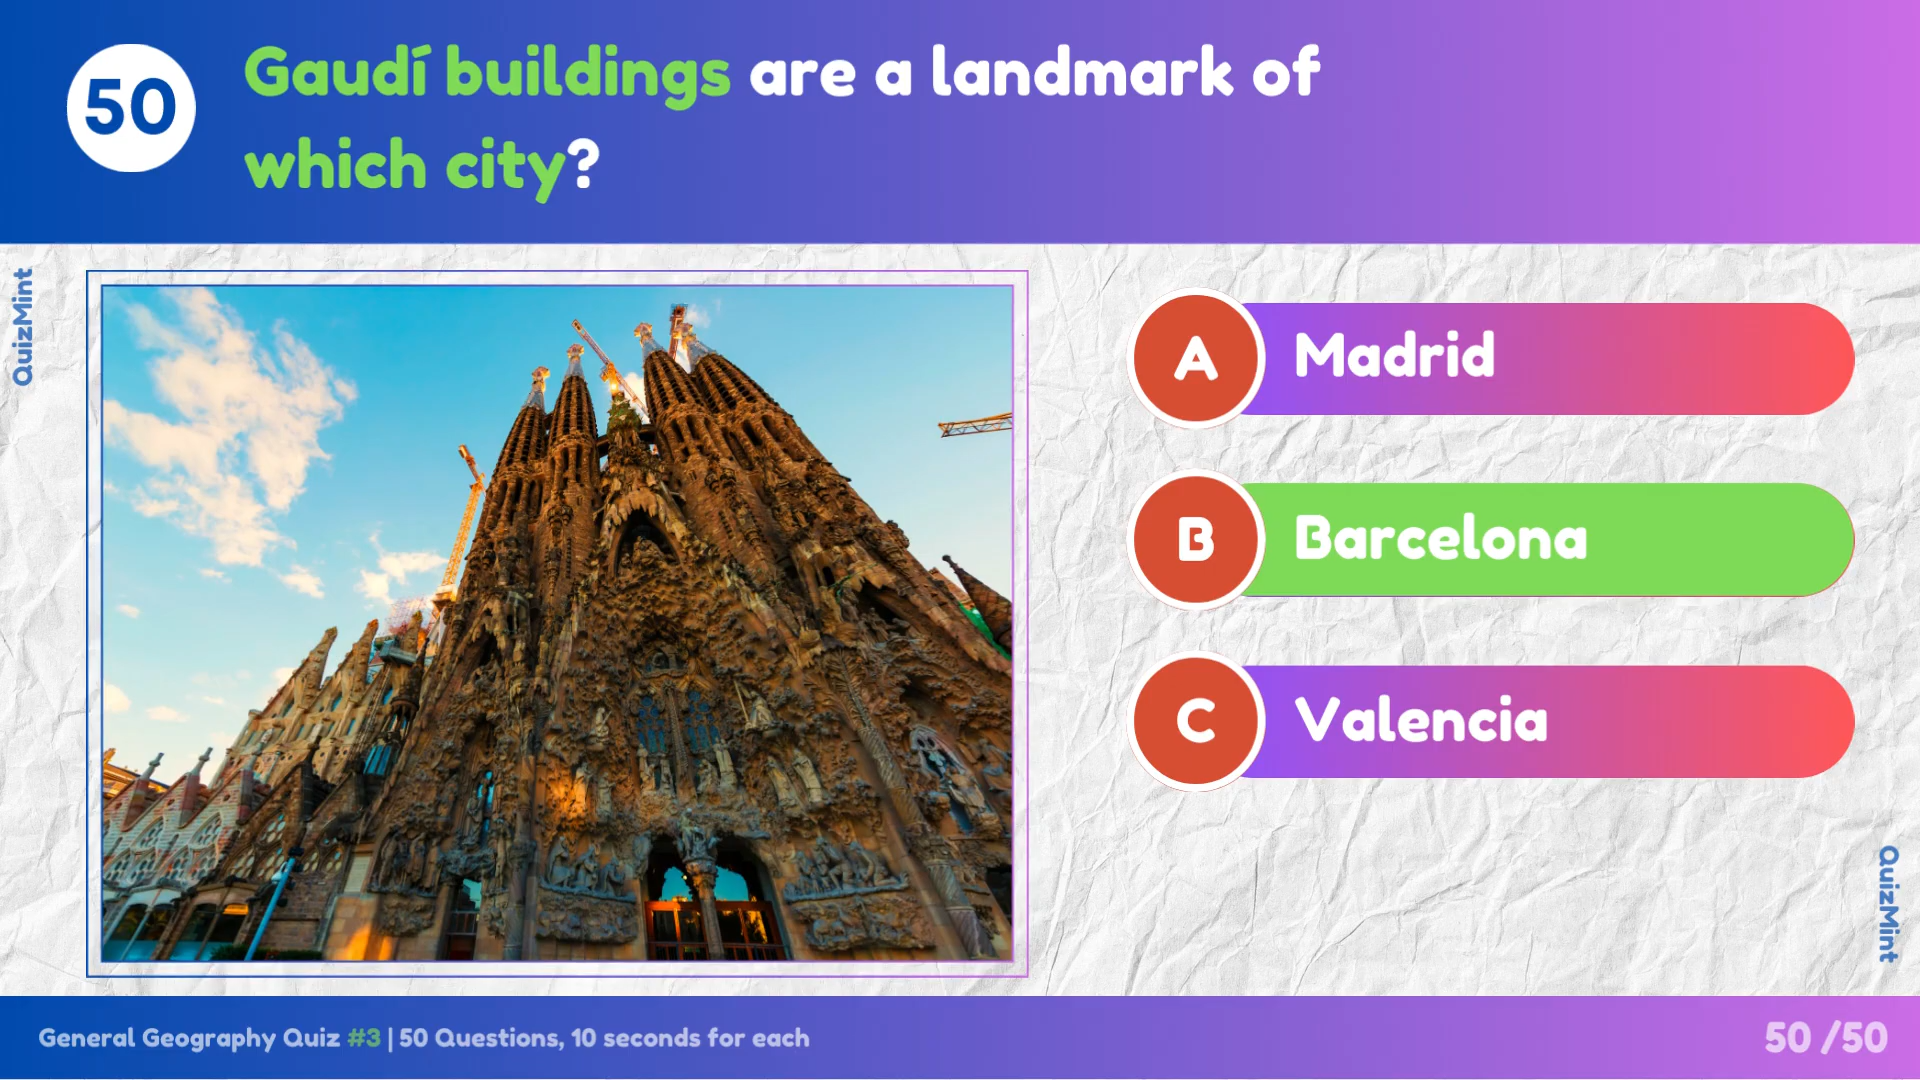 50
Gaudí buildings are a landmark of
which city?
QuizMint
A
Madrid
B
Barcelona
C
Valencia
QuizMint
General Geography Quiz #3 | 50 Questions, 10 seconds for each
50 /50